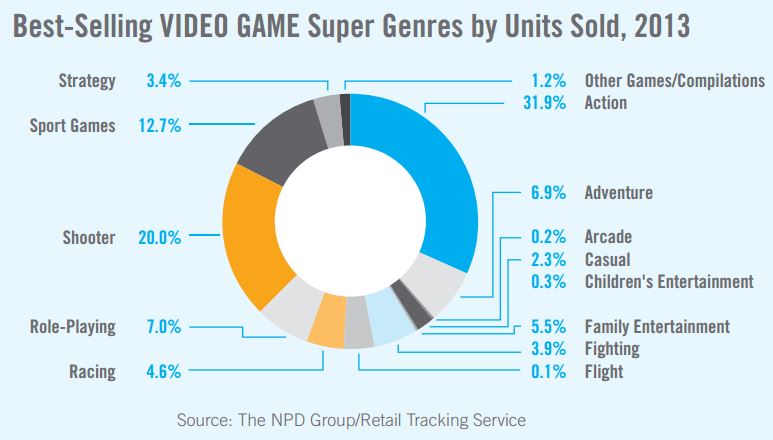 Best-Selling VIDEO GAME Super Genres by Units Sold, 2013
Strategy 3.4%
Sport Games 12.7%
Shooter 20.0%
Role-Playing 7.0%
Racing 4.6%
1.2% Other Games/Compilations
31.9% Action
6.9% Adventure
0.2% Arcade
2.3% Casual
0.3% Children's Entertainment
5.5% Family Entertainment
3.9% Fighting
0.1% Flight
Source: The NPD Group/Retail Tracking Service